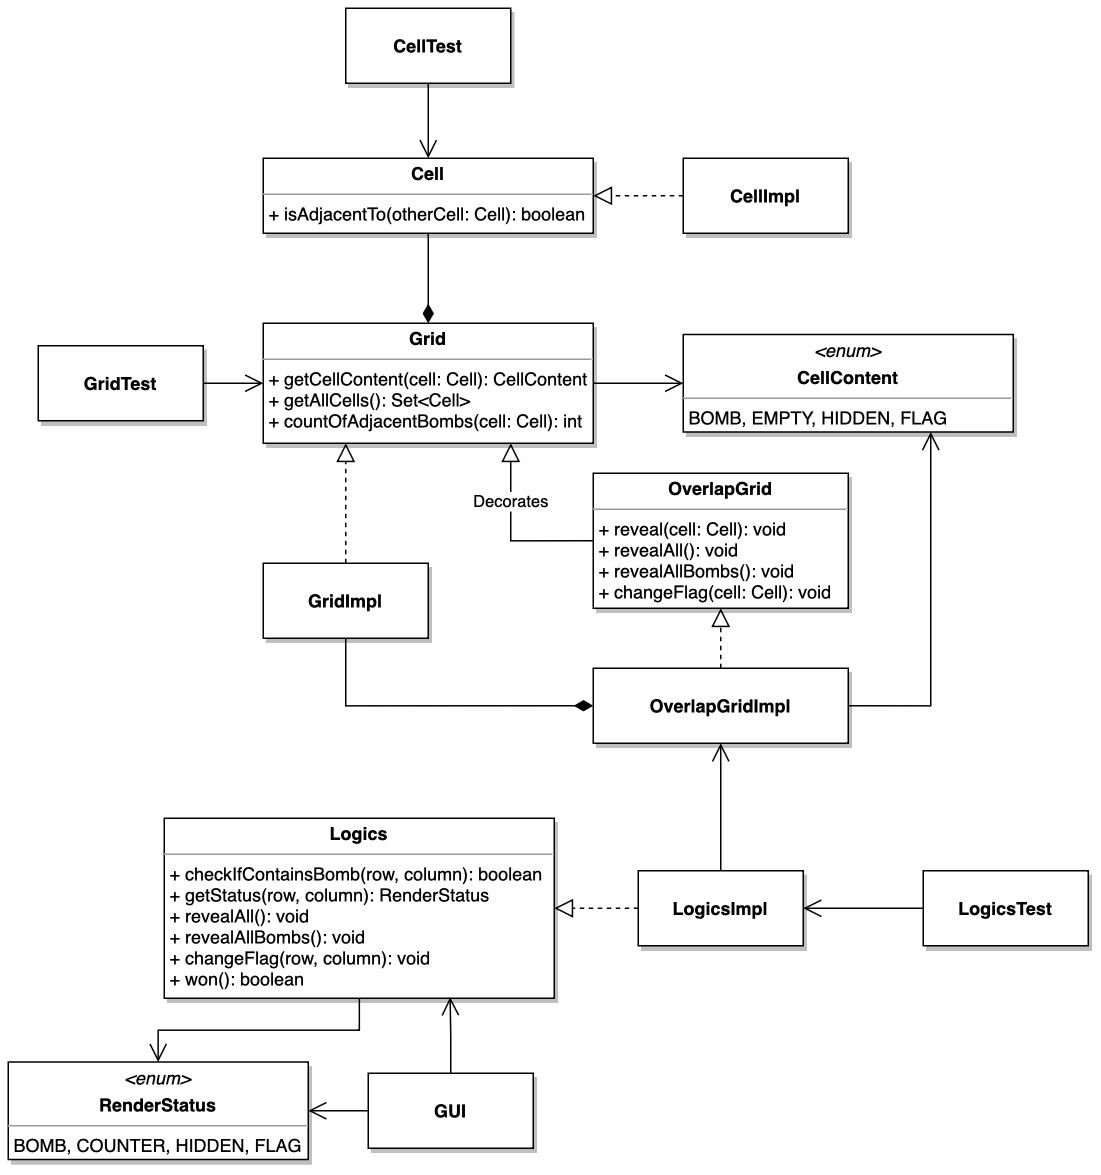 CellTest
Cell
+ isAdjacentTo(otherCell: Cell): boolean
CellImpl
Grid
+ getCellContent(cell: Cell): CellContent
+ getAllCells(): Set<Cell>
+ countOfAdjacentBombs(cell: Cell): int
GridTest
<enum>
CellContent
BOMB, EMPTY, HIDDEN, FLAG
Decorates
OverlapGrid
+ reveal(cell: Cell): void
+ revealAll(): void
+ revealAllBombs(): void
+ changeFlag(cell: Cell): void
GridImpl
OverlapGridImpl
Logics
+ checkIfContainsBomb(row, column): boolean
+ getStatus(row, column): RenderStatus
+ revealAll(): void
+ revealAllBombs(): void
+ changeFlag(row, column): void
+ won(): boolean
LogicsImpl
LogicsTest
<enum>
RenderStatus
BOMB, COUNTER, HIDDEN, FLAG
GUI